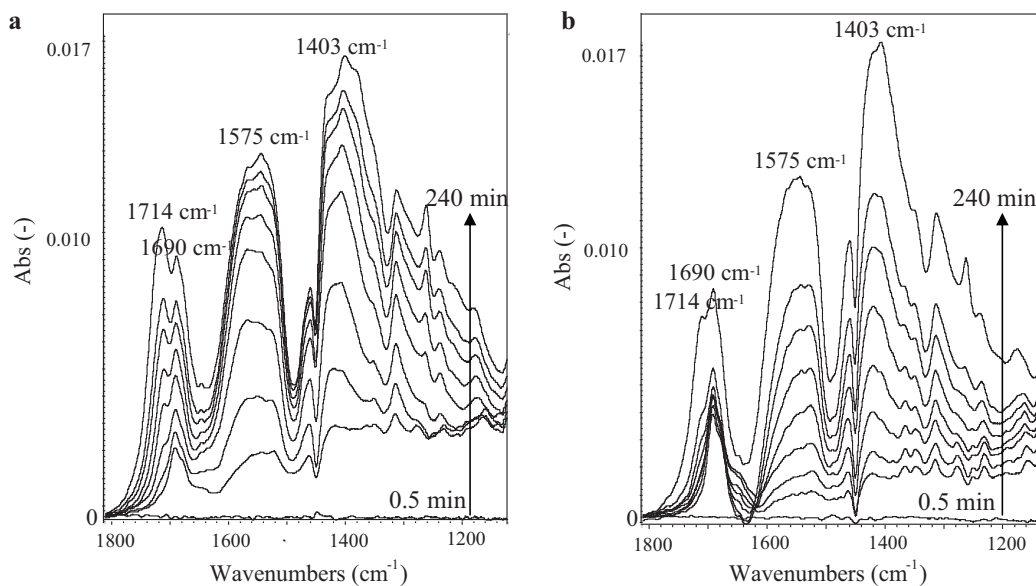 a
0.017
0.010
0
Abs (-)
1403 cm-1
1575 cm-1
1714 cm-1
1690 cm-1
240 min
0.5 min
1800
1600
1400
1200
Wavenumbers (cm-1)
b
0.017
0.010
0
Abs (-)
1403 cm-1
1575 cm-1
1690 cm-1
1714 cm-1
240 min
0.5 min
1800
1600
1400
1200
Wavenumbers (cm-1)